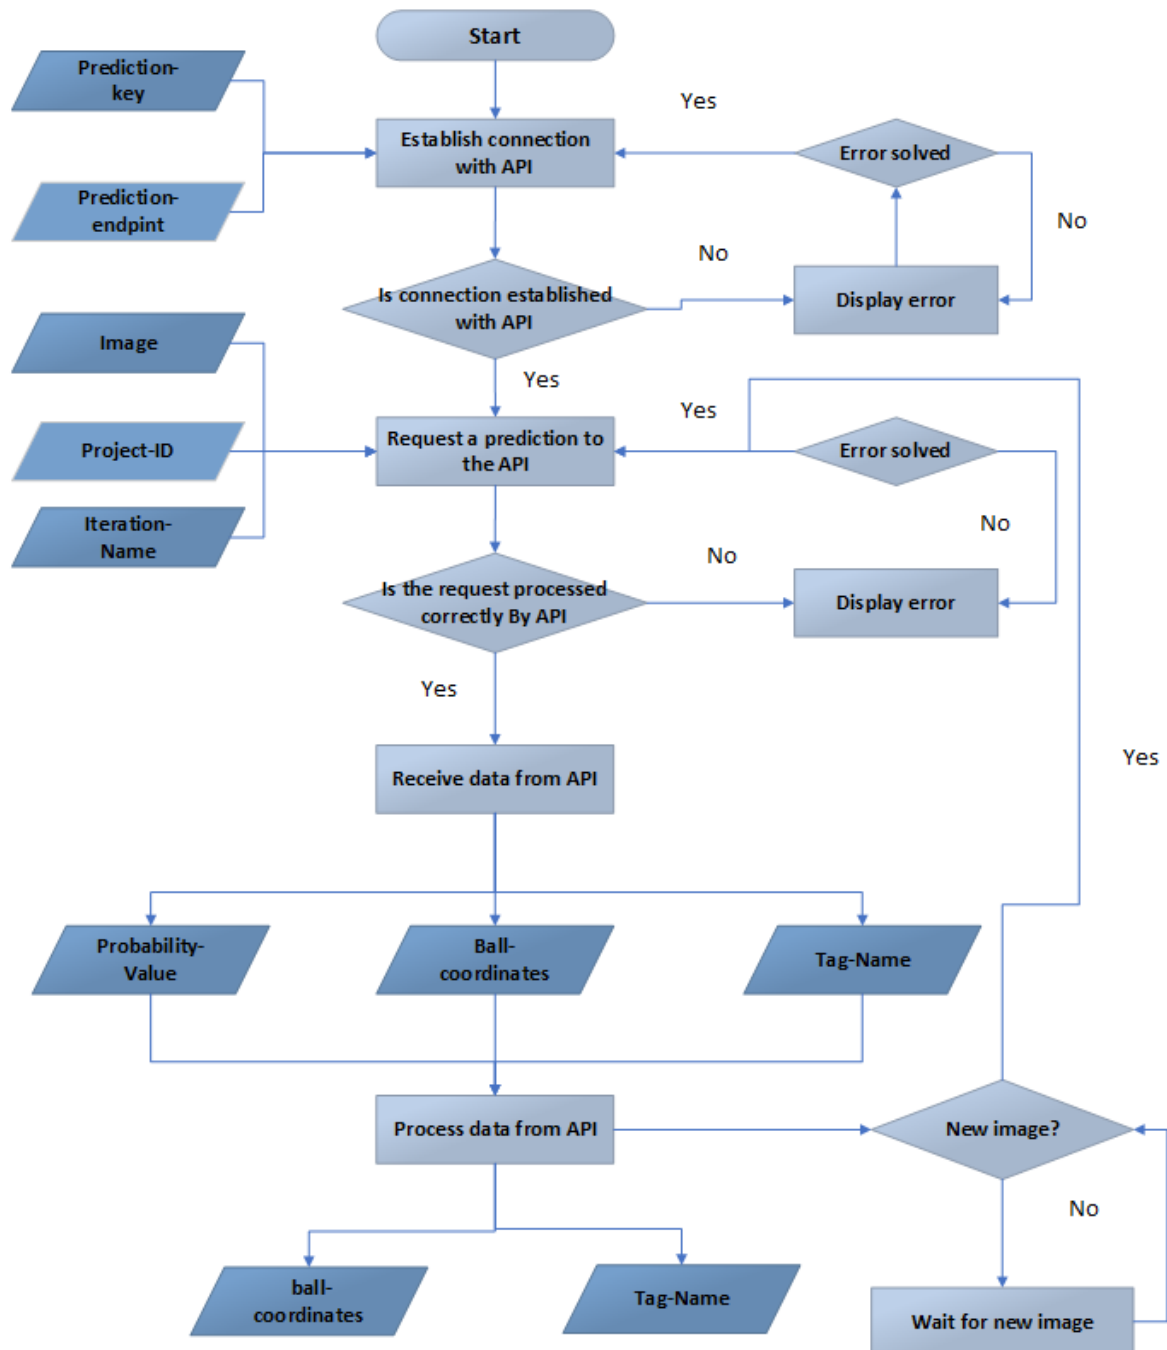 Start
Prediction-
key
Yes
Establish connection
with API
Error solved
Prediction-
endpint
No
No
Is connection established
with API
Display error
Image
Yes
Yes
Request a prediction to
the API
Error solved
Project-ID
Iteration-
Name
No
No
Is the request processed
correctly By API
Display error
Yes
Receive data from API
Yes
Probability-
Value
Ball-
coordinates
Tag-Name
Process data from API
New image?
No
ball-
coordinates
Tag-Name
Wait for new image